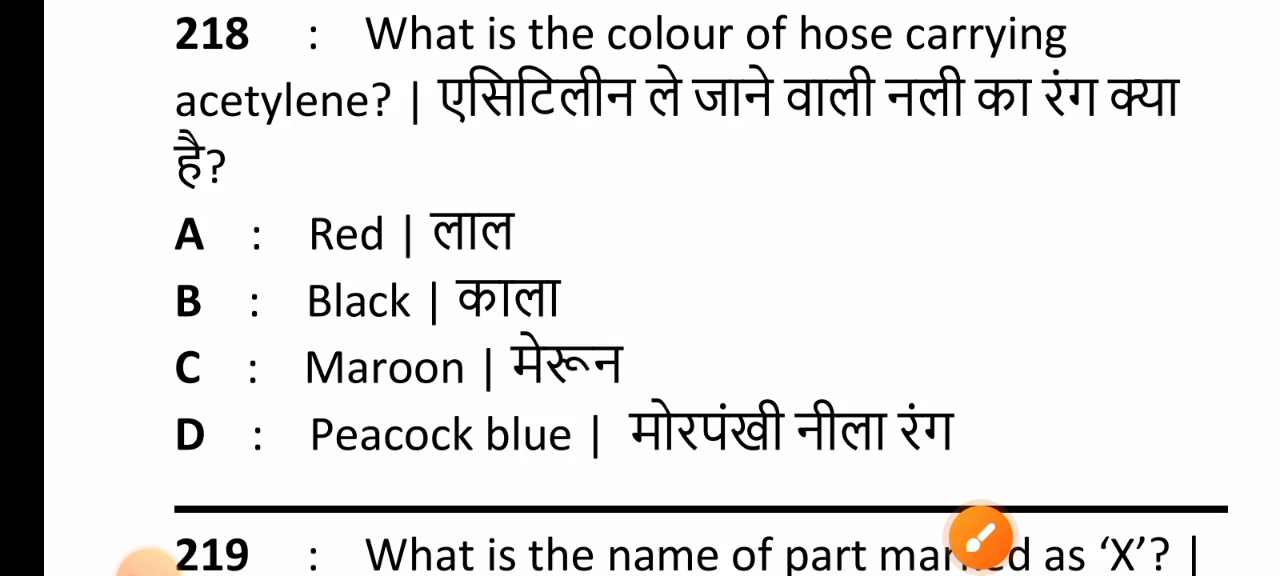 218 : What is the colour of hose carrying
acetylene? | एसिटिलीन ले जाने वाली नली का रंग क्या
है?
A : Red | लाल
B : Black | काला
C : Maroon | मेरून
D : Peacock blue | मोरपंखी नीला रंग
219 : What is the name of part as ‘X’? |